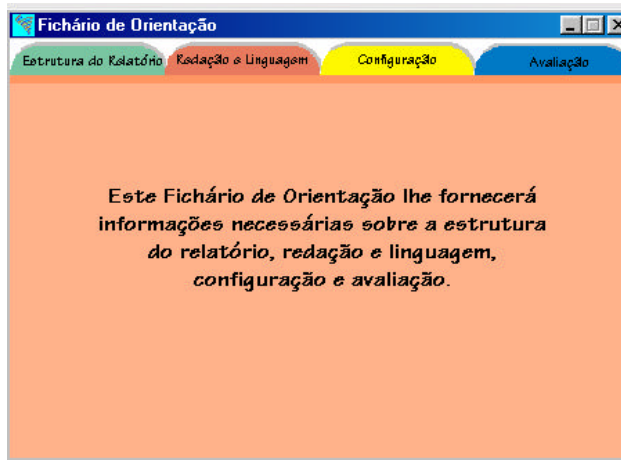 Fichário de Orientação
Estrutura do Relatório Redação e Linguagem Configuração Avaliação
Este Fichário de Orientação lhe fornecerá
informações necessárias sobre a estrutura
do relatório, redação e linguagem,
configuração e avaliação.